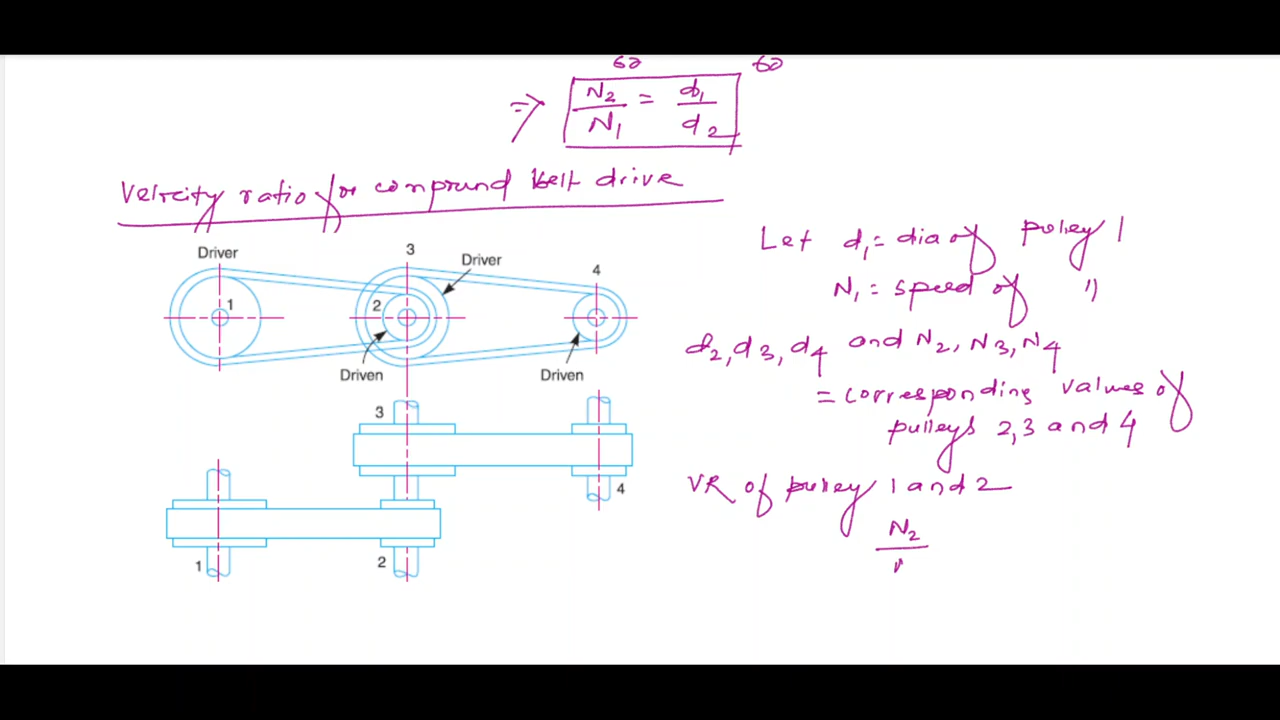 60 60
=> N2/N1 = d1/d2
Velocity ratio for compound belt drive
Driver
3
Driver
4
1
2
Driven
Driven
3
4
1
2
Let d1 = dia of pulley 1
N1 = speed of "
d2, d3, d4 and N2, N3, N4
= corresponding values of
pulleys 2, 3 and 4
VR of pulley 1 and 2
N2